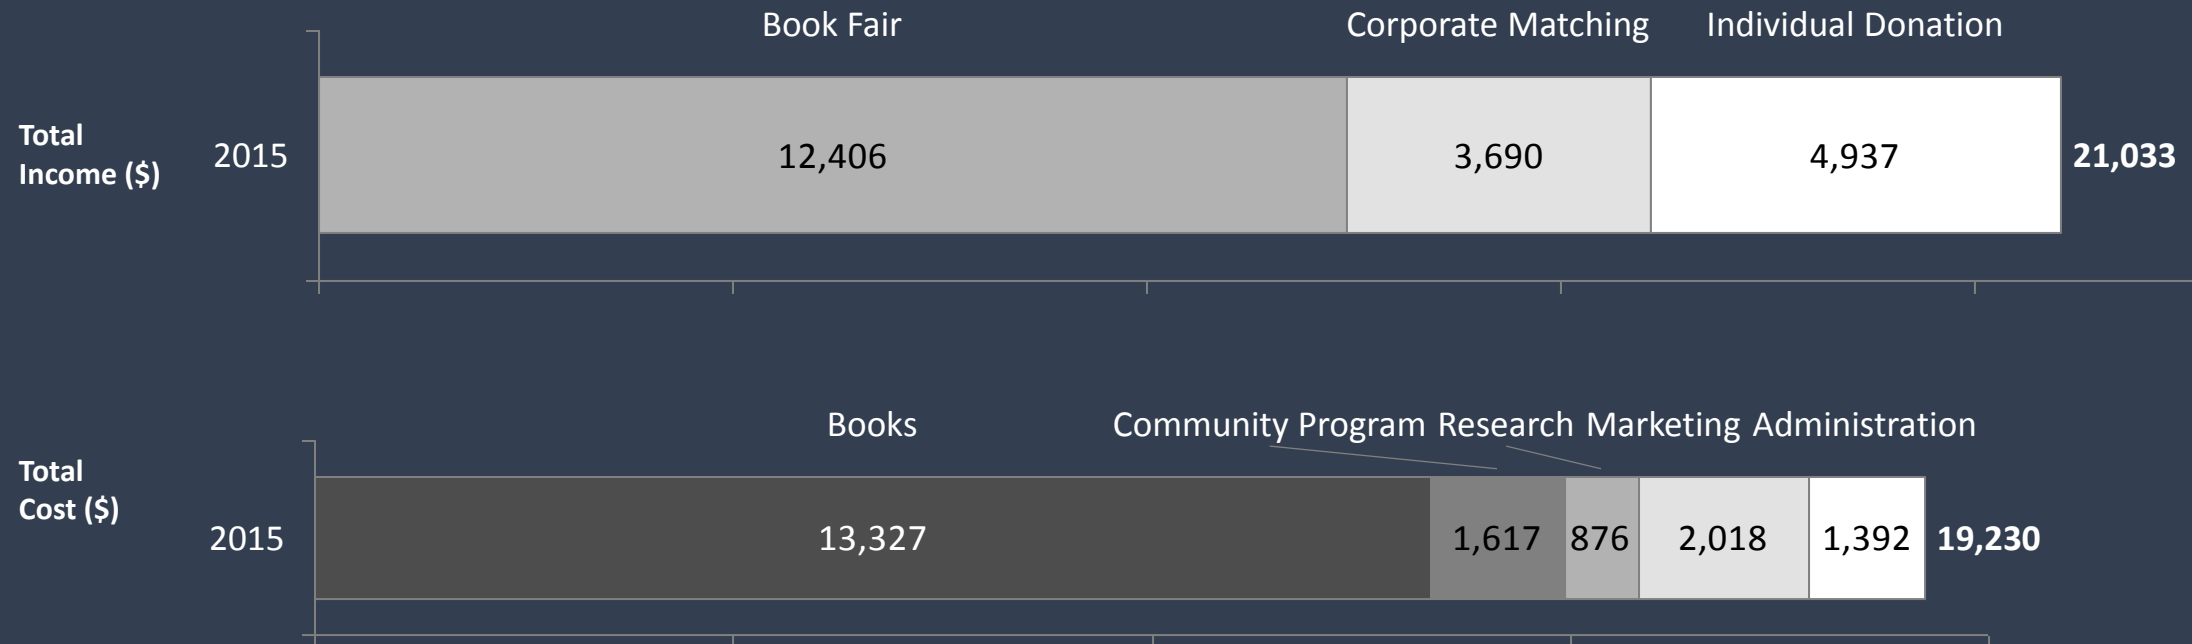 Book Fair Corporate Matching Individual Donation
Total
Income ($)
2015 12,406 3,690 4,937 21,033
Books Community Program Research Marketing Administration
Total
Cost ($)
2015 13,327 1,617 876 2,018 1,392 19,230